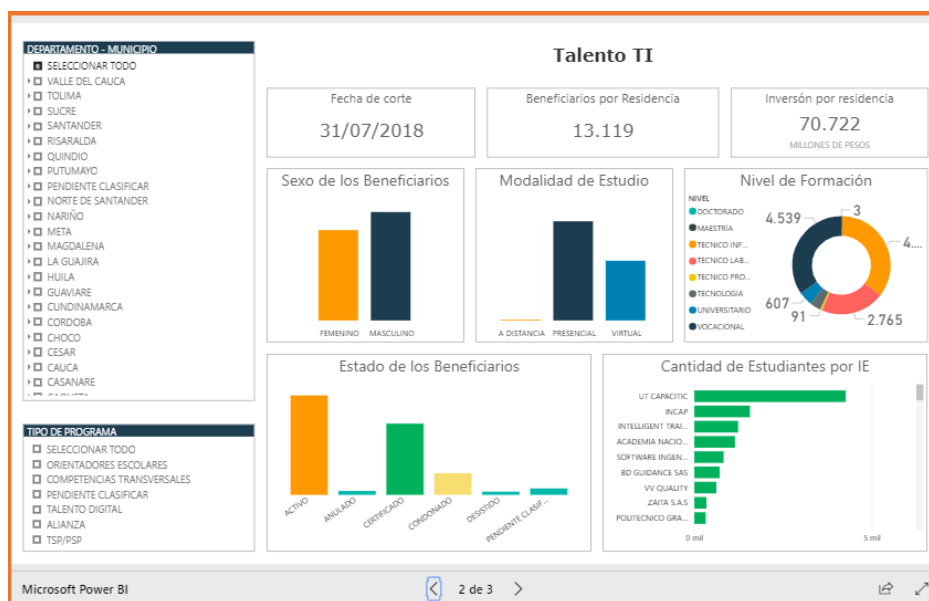 DEPARTAMENTO - MUNICIPIO
SELECCIONAR TODO
VALLE DEL CAUCA
TOLIMA
SUCRE
SANTANDER
RISARALDA
QUINDIO
PUTUMAYO
PENDIENTE CLASIFICAR
NORTE DE SANTANDER
NARIÑO
META
MAGDALENA
LA GUAJIRA
HUILA
GUAVIARE
CUNDINAMARCA
CORDOBA
CHOCO
CESAR
CAUCA
CASANARE
TIPO DE PROGRAMA
SELECCIONAR TODO
ORIENTADORES ESCOLARES
COMPETENCIAS TRANSVERSALES
PENDIENTE CLASIFICAR
TALENTO DIGITAL
ALIANZA
TSP/PSP
Talento TI
Fecha de corte
31/07/2018
Beneficiarios por Residencia
13.119
Inversón por residencia
70.722
MILLONES DE PESOS
Sexo de los Beneficiarios
FEMENINO MASCULINO
Modalidad de Estudio
A DISTANCIA PRESENCIAL VIRTUAL
Nivel de Formación
NIVEL
DOCTORADO
MAESTRÍA
TECNICO INF...
TECNICO LAB...
TECNICO PRO...
TECNOLOGIA
UNIVERSITARIO
VOCACIONAL
4.539
3
4....
607
91
2.765
Estado de los Beneficiarios
ACTIVO
ANULADO
CERTIFICADO
CONDONADO
DESISTIDO
PENDIENTE CLASIF...
Cantidad de Estudiantes por IE
UT CAPACITIC
INCAP
INTELLIGENT TRAI...
ACADEMIA NACIO...
SOFTWARE INGEN...
BD GUIDANCE SAS
VV QUALITY
ZAITA S.A.S
POLITECNICO GRA...
0 mil 5 mil
Microsoft Power BI
2 de 3